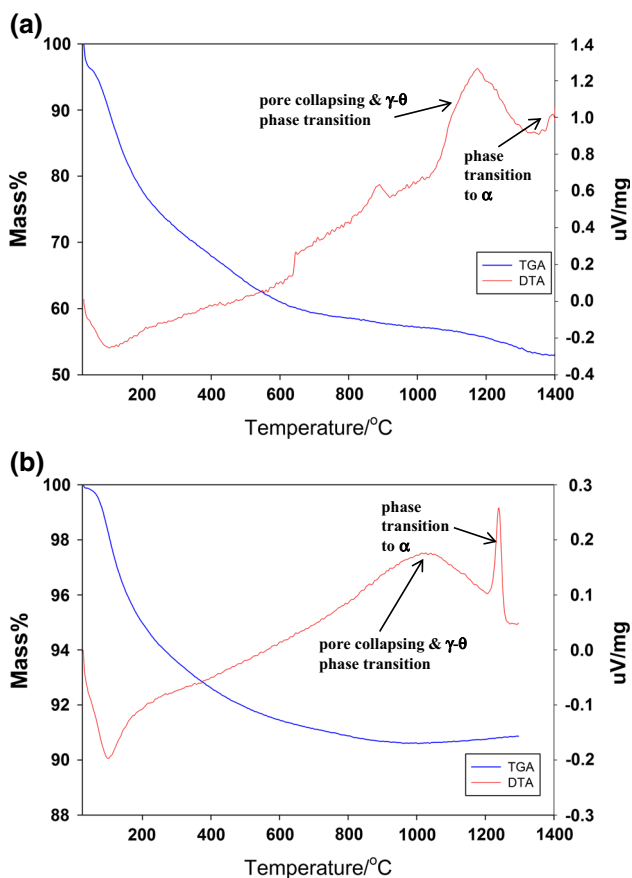 (a)
100
90
80
70
60
50
Mass%
1.4
1.2
1.0
0.8
0.6
0.4
0.2
0.0
-0.2
-0.4
uV/mg
pore collapsing & γ-θ
phase transition
phase
transition
to α
TGA
DTA
200 400 600 800 1000 1200 1400
Temperature/°C
(b)
100
98
96
94
92
90
88
Mass%
0.3
0.2
0.1
0.0
-0.1
-0.2
-0.3
uV/mg
phase
transition
to α
pore collapsing & γ-θ
phase transition
TGA
DTA
200 400 600 800 1000 1200 1400
Temperature/°C